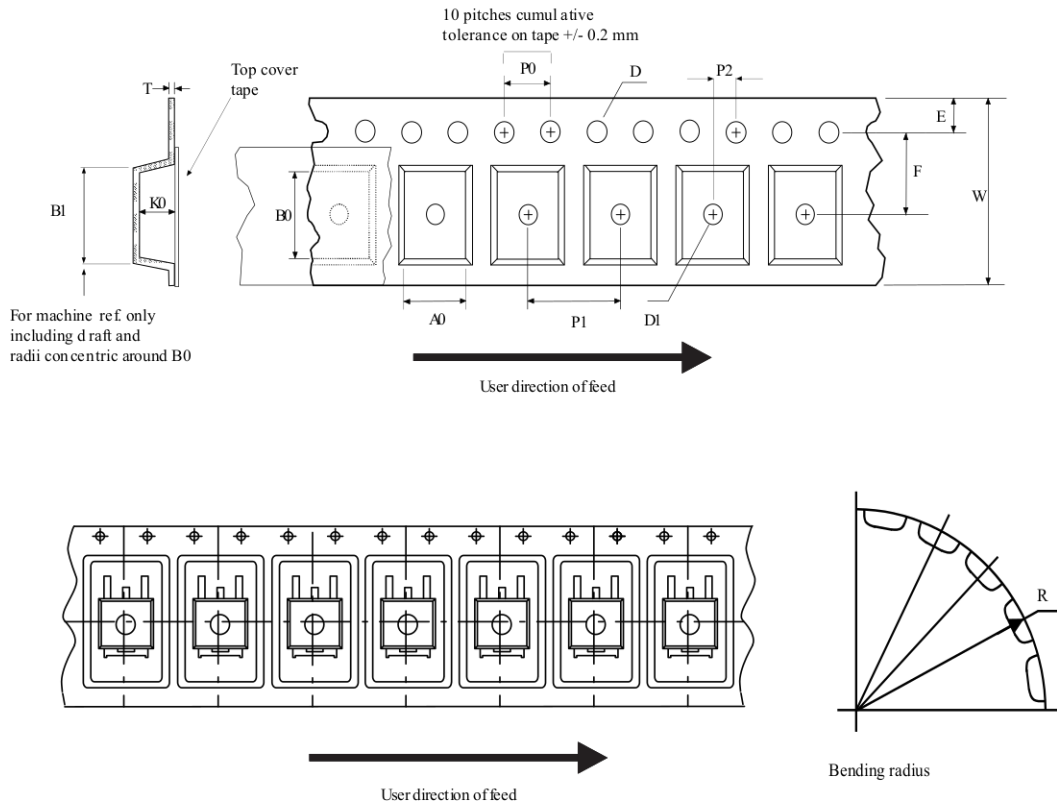 10 pitches cumulative
tolerance on tape +/- 0.2 mm
P0
D
P2
T
Top cover
tape
E
F
W
K0
B1
B0
For machine ref. only
including draft and
radii concentric around B0
A0
P1
D1
User direction of feed
R
Bending radius
User direction of feed